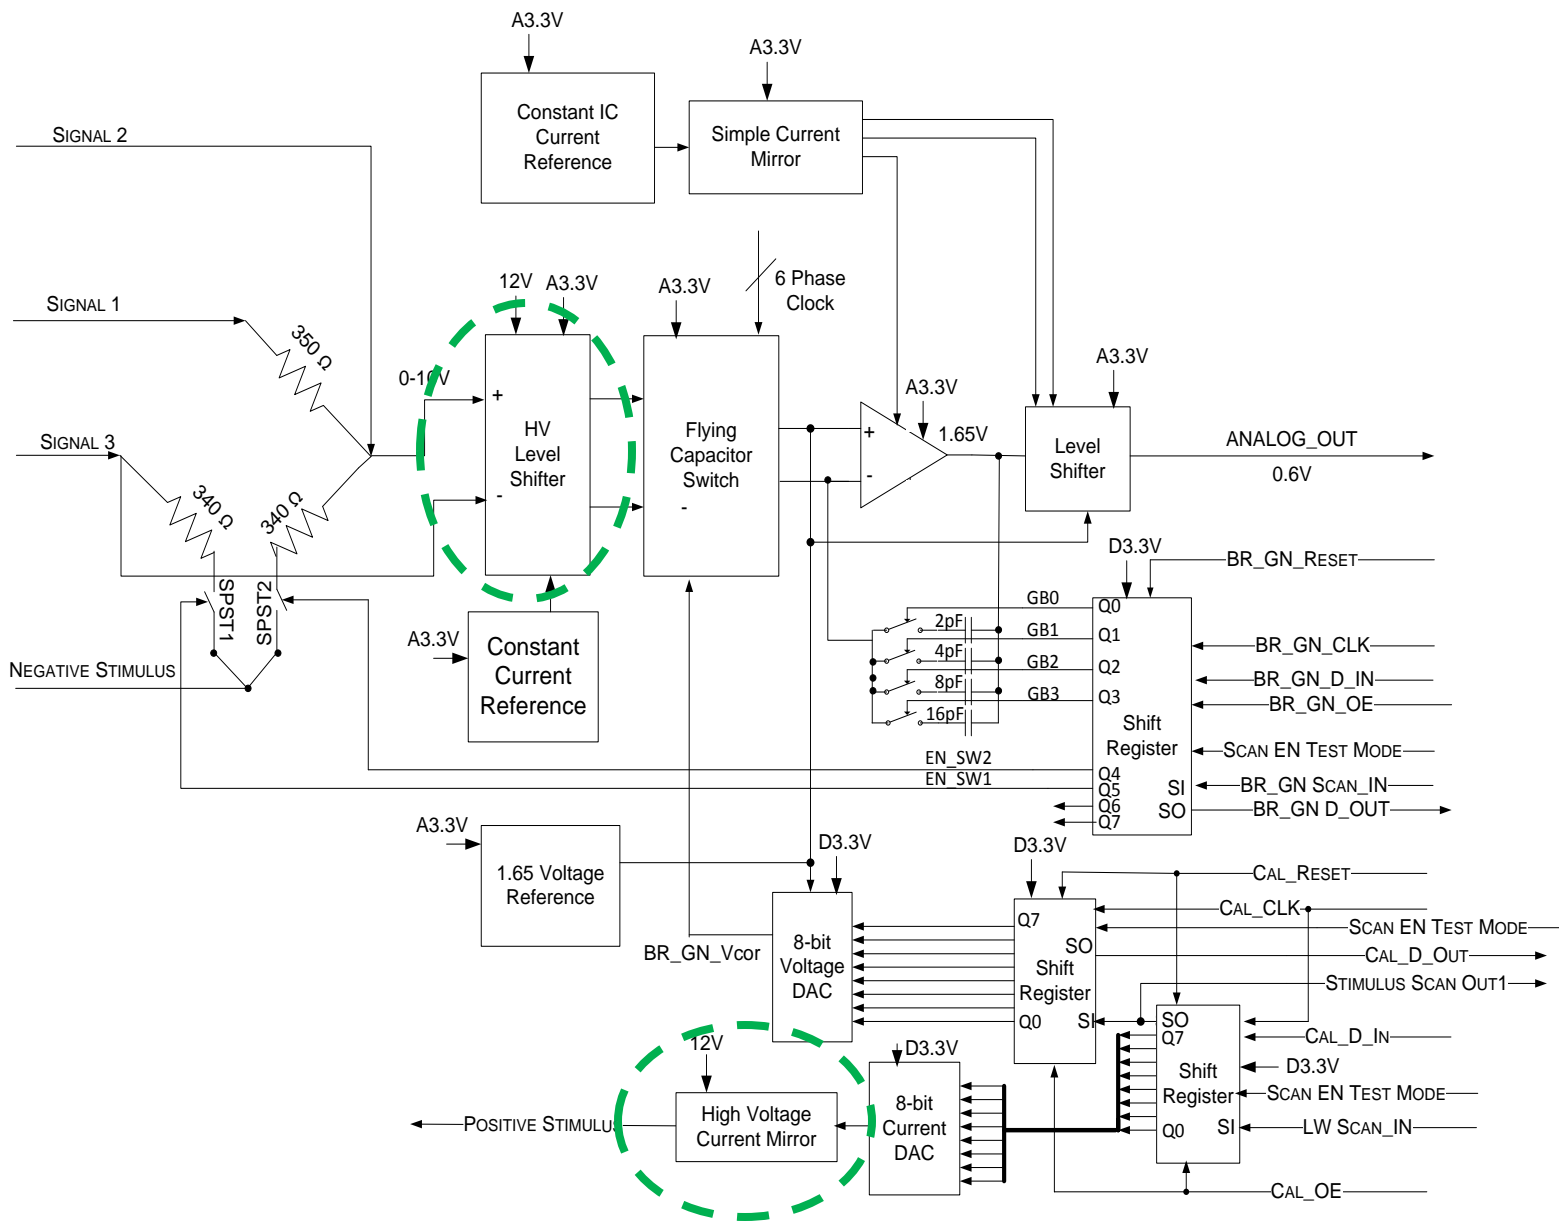 A3.3V
A3.3V
Constant IC
Current
Reference
Simple Current
Mirror
SIGNAL 2
12V
A3.3V
A3.3V
6 Phase
Clock
SIGNAL 1
350 Ω
A3.3V
A3.3V
0-10V
+
HV
Level
Shifter
-
Flying
Capacitor
Switch
-
+
-
1.65V
Level
Shifter
ANALOG_OUT
0.6V
SIGNAL 3
340 Ω
340 Ω
SPST1
SPST2
NEGATIVE STIMULUS
A3.3V
Constant
Current
Reference
D3.3V
BR_GN_RESET
GB0
Q0
2pF
GB1
Q1
BR_GN_CLK
4pF
GB2
Q2
BR_GN_D_IN
8pF
GB3
Q3
BR_GN_OE
16pF
Shift
Register
SCAN EN TEST MODE
EN_SW2
Q4
EN_SW1
Q5
SI
BR_GN SCAN_IN
Q6
SO
BR_GN D_OUT
Q7
A3.3V
1.65 Voltage
Reference
D3.3V
D3.3V
CAL_RESET
CAL_CLK
Q7
SCAN EN TEST MODE
BR_GN_Vcor
8-bit
Voltage
DAC
SO
CAL_D_OUT
Shift
Register
STIMULUS SCAN OUT1
Q0
SI
SO
Q7
CAL_D_IN
12V
D3.3V
D3.3V
Shift
Register
SCAN EN TEST MODE
POSITIVE STIMULUS
High Voltage
Current Mirror
8-bit
Current
DAC
Q0
SI
LW SCAN_IN
CAL_OE